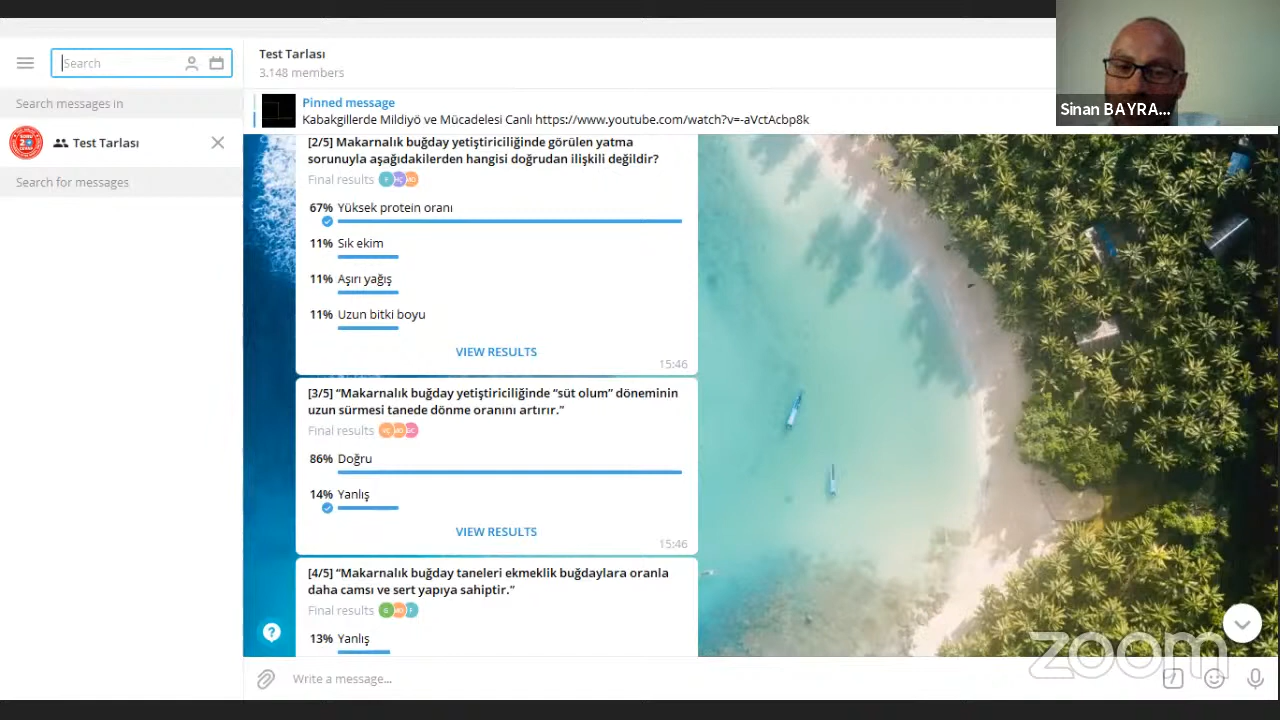 Search
Search messages in
Test Tarlası
Search for messages
Test Tarlası
3.148 members
Pinned message
Kabakgillerde Mildiyö ve Mücadelesi Canlı https://www.youtube.com/watch?v=-aVctAcbp8k
[2/5] Makarnalık buğday yetiştiriciliğinde görülen yatma
sorunuyla aşağıdakilerden hangisi doğrudan ilişkili değildir?
Final results
67% Yüksek protein oranı
11% Sık ekim
11% Aşırı yağış
11% Uzun bitki boyu
VIEW RESULTS
15:46
[3/5] “Makarnalık buğday yetiştiriciliğinde “süt olum” döneminin
uzun sürmesi tanede dönme oranını artırır.”
Final results
86% Doğru
14% Yanlış
VIEW RESULTS
15:46
[4/5] “Makarnalık buğday taneleri ekmeklik buğdaylara oranla
daha camsı ve sert yapıya sahiptir.”
Final results
13% Yanlış
Write a message...
Sinan BAYRA...
zoom